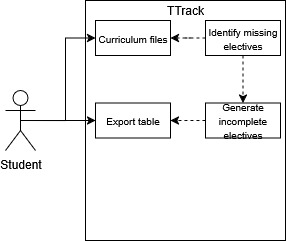 TTrack
Curriculum files
Identify missing
electives
Export table
Generate
incomplete
electives
Student